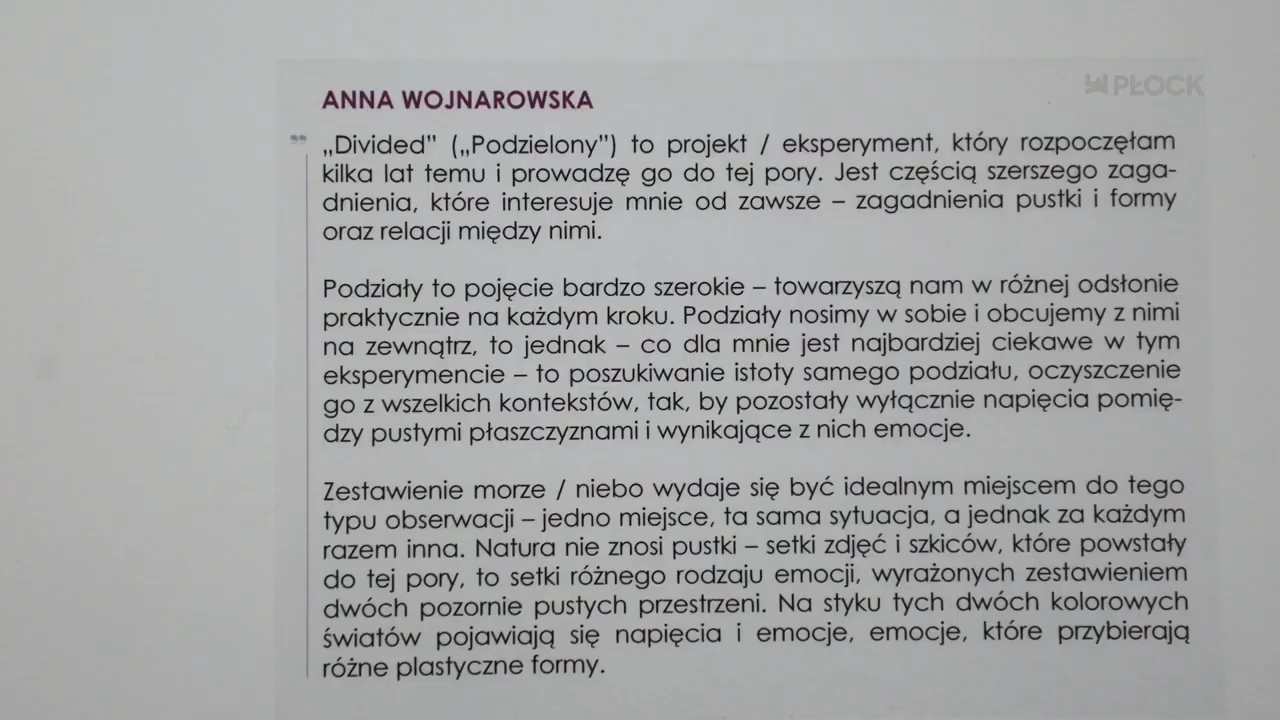 PŁOCK
ANNA WOJNAROWSKA
„Divided” („Podzielony”) to projekt / eksperyment, który rozpoczęłam
kilka lat temu i prowadzę go do tej pory. Jest częścią szerszego zaga-
dnienia, które interesuje mnie od zawsze – zagadnienia pustki i formy
oraz relacji między nimi.
Podziały to pojęcie bardzo szerokie – towarzyszą nam w różnej odsłonie
praktycznie na każdym kroku. Podziały nosimy w sobie i obcujemy z nimi
na zewnątrz, to jednak – co dla mnie jest najbardziej ciekawe w tym
eksperymencie – to poszukiwanie istoty samego podziału, oczyszczenie
go z wszelkich kontekstów, tak, by pozostały wyłącznie napięcia pomię-
dzy pustymi płaszczyznami i wynikające z nich emocje.
Zestawienie morze / niebo wydaje się być idealnym miejscem do tego
typu obserwacji – jedno miejsce, ta sama sytuacja, a jednak za każdym
razem inna. Natura nie znosi pustki – setki zdjęć i szkiców, które powstały
do tej pory, to setki różnego rodzaju emocji, wyrażonych zestawieniem
dwóch pozornie pustych przestrzeni. Na styku tych dwóch kolorowych
światów pojawiają się napięcia i emocje, emocje, które przybierają
różne plastyczne formy.